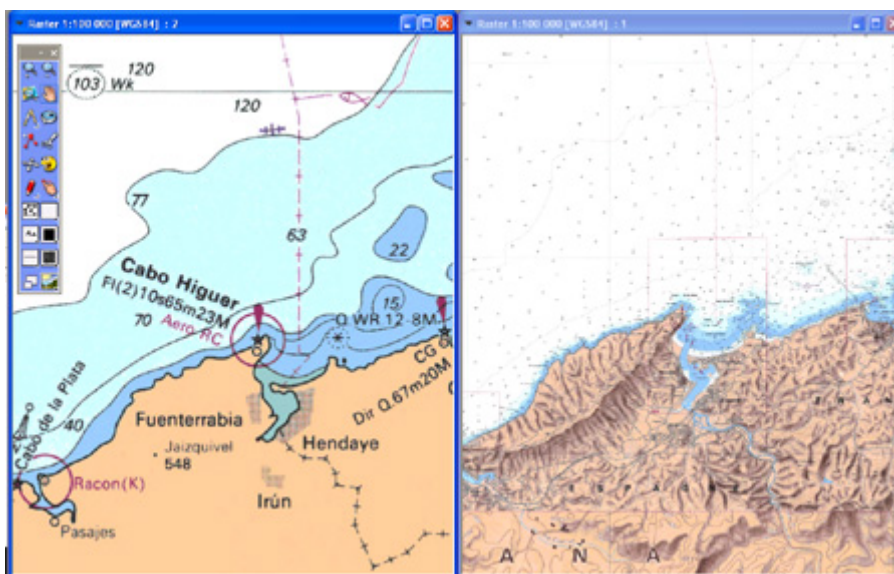 Raster 1:100 000 [WGS84] : 2
Raster 1:100 000 [WGS84] : 1
120
103 Wk
120
77
63
22
Cabo Higuer
Fl(2)10s65m23M
Aero RC
15
70
Q WR 12-8M
CG
Dir Q.67m20M
Cabo de la Plata
40
Fuenterrabia
Jaizquivel
548
Hendaye
Racon(K)
Irún
Pasajes
E S P A
A N A